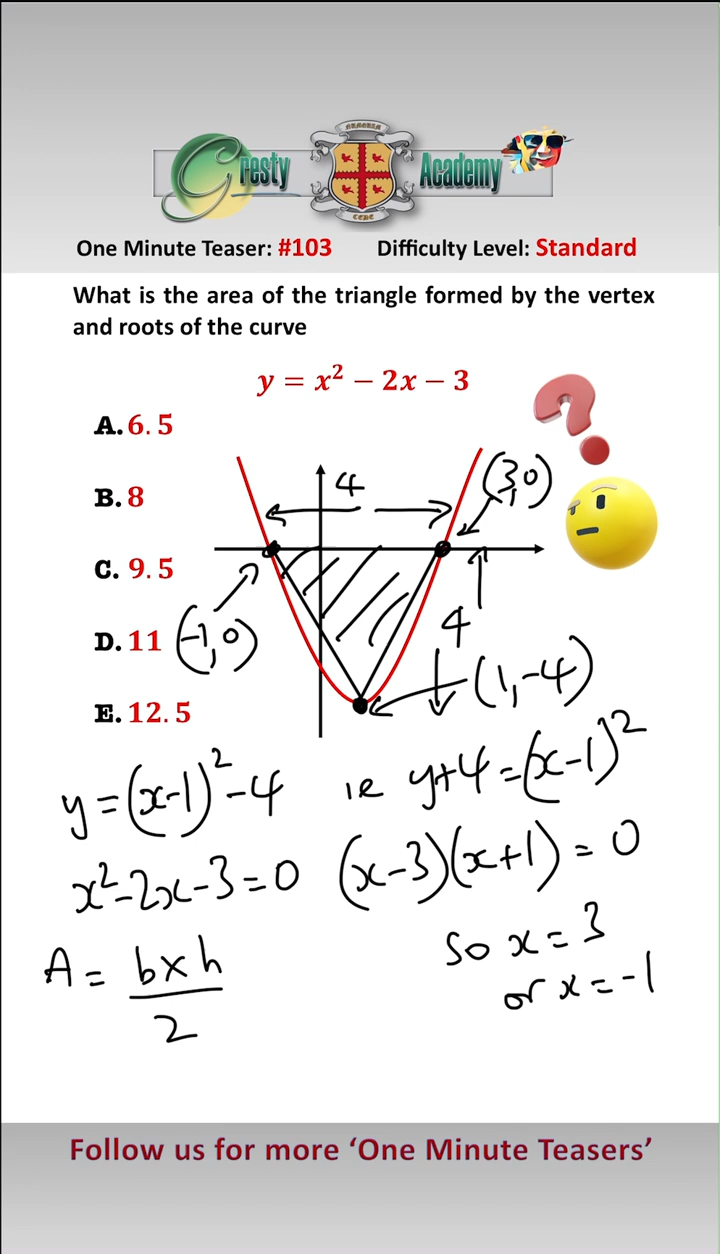 MEMORIA
Gresty Academy
CEDE
One Minute Teaser: #103 Difficulty Level: Standard
What is the area of the triangle formed by the vertex
and roots of the curve
y = x² − 2x − 3
A. 6.5
B. 8
C. 9.5
D. 11
E. 12.5
4
(3,0)
(-1,0)
4
(1,-4)
y=(x-1)²-4 ie y+4=(x-1)²
x²-2x-3=0 (x-3)(x+1)=0
so x=3
or x=-1
A= b×h
2
Follow us for more ‘One Minute Teasers’